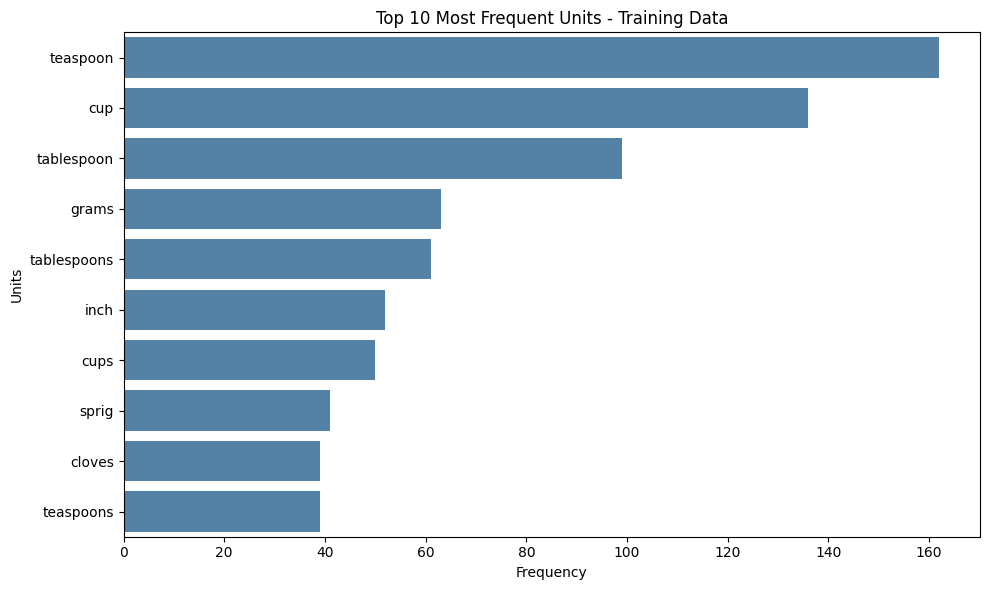 Top 10 Most Frequent Units - Training Data
teaspoon
cup
tablespoon
grams
tablespoons
inch
cups
sprig
cloves
teaspoons
Units
0 20 40 60 80 100 120 140 160
Frequency